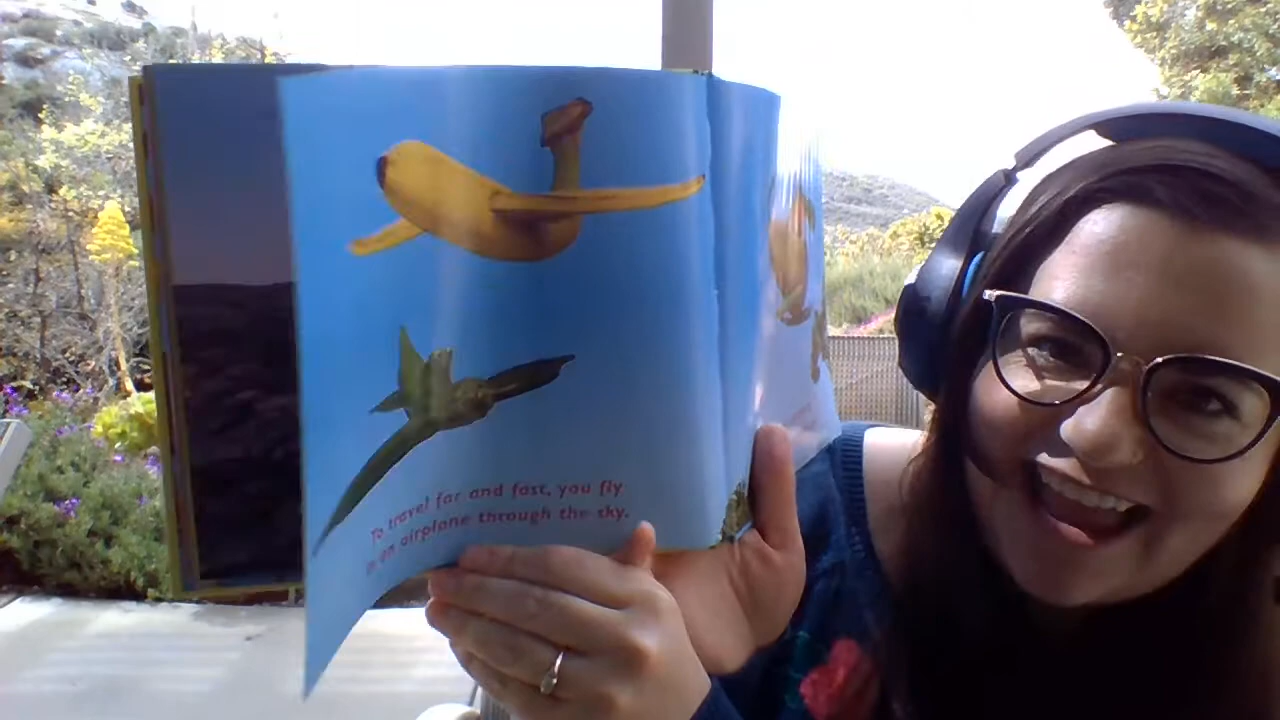 To travel far and fast, you fly
in an airplane through the sky.